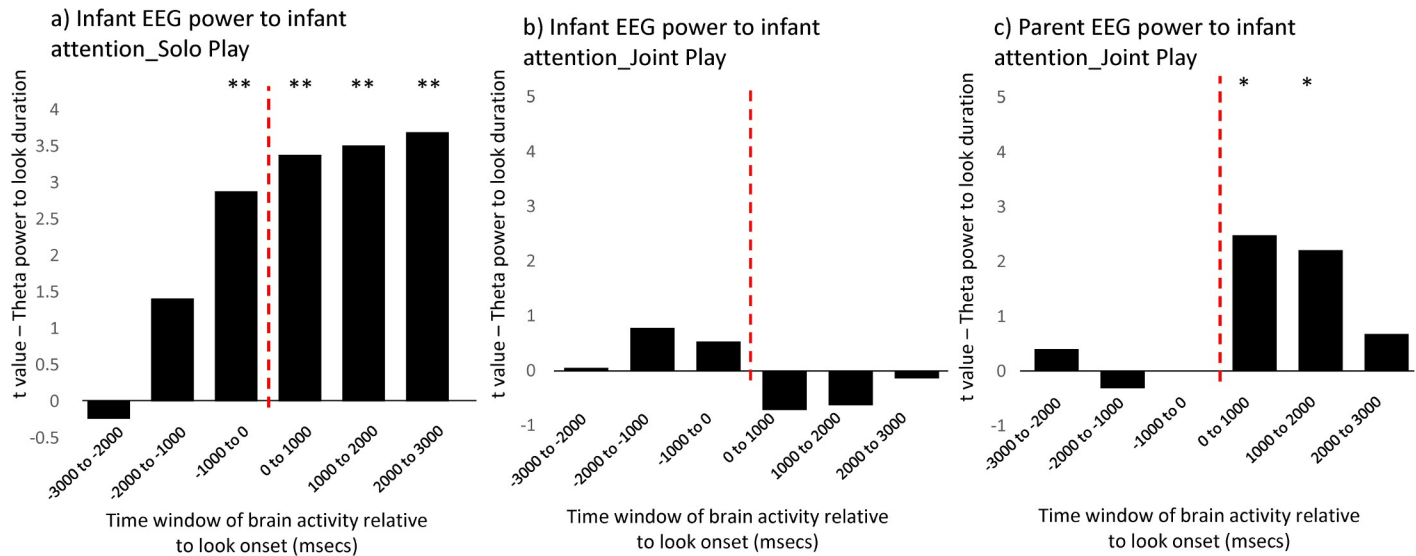 a) Infant EEG power to infant
attention_Solo Play
t value – Theta power to look duration
** ** ** **
4
3.5
3
2.5
2
1.5
1
0.5
0
-0.5
-3000 to -2000
-2000 to -1000
-1000 to 0
0 to 1000
1000 to 2000
2000 to 3000
Time window of brain activity relative
to look onset (msecs)
b) Infant EEG power to infant
attention_Joint Play
t value – Theta power to look duration
5
4
3
2
1
0
-1
-3000 to -2000
-2000 to -1000
-1000 to 0
0 to 1000
1000 to 2000
2000 to 3000
Time window of brain activity relative
to look onset (msecs)
c) Parent EEG power to infant
attention_Joint Play
t value – Theta power to look duration
* *
5
4
3
2
1
0
-1
-3000 to -2000
-2000 to -1000
-1000 to 0
0 to 1000
1000 to 2000
2000 to 3000
Time window of brain activity relative
to look onset (msecs)